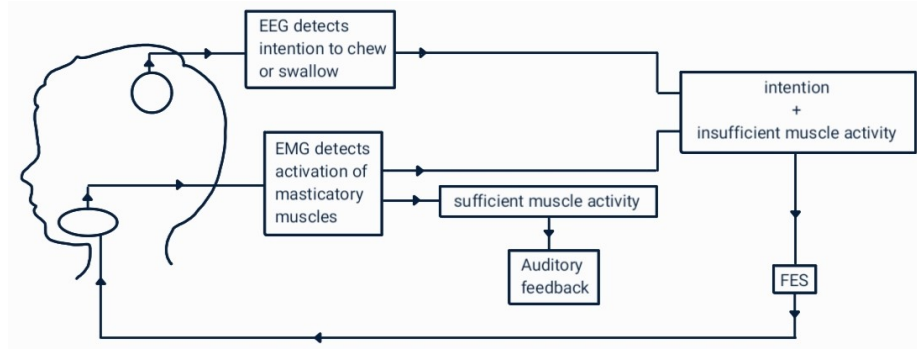 EEG detects
intention to chew
or swallow
intention
+
insufficient muscle activity
EMG detects
activation of
masticatory
muscles
sufficient muscle activity
Auditory
feedback
FES